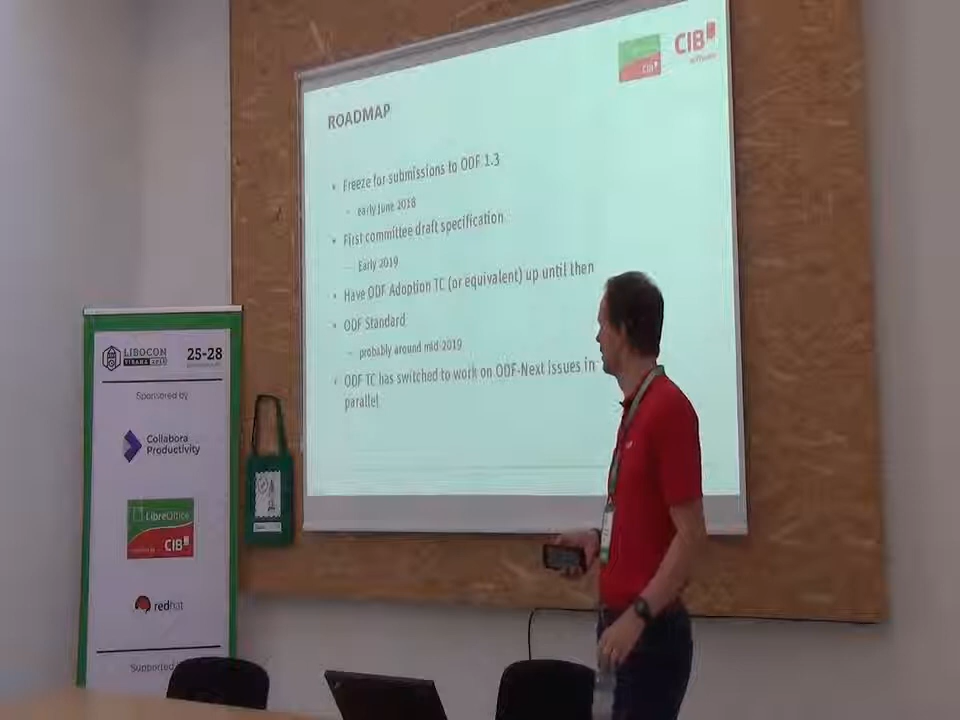 CIB
software
CIB
ROADMAP
• Freeze for submissions to ODF 1.3
– early June 2018
• First committee draft specification
– Early 2019
• Have ODF Adoption TC (or equivalent) up until then
• ODF Standard
– probably around mid-2019
• ODF TC has switched to work on ODF-Next issues in
parallel
LIBOCON
TIRANA 2018
25-28
Sponsored by
Collabora
Productivity
LibreOffice
powered by CIB
redhat
Supported